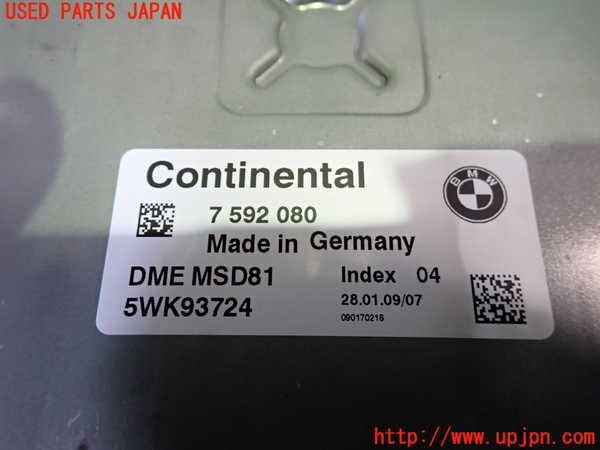 USED PARTS JAPAN
Continental
BMW
7 592 080
Made in Germany
DME MSD81 Index 04
5WK93724 28.01.09/07
090170216
http://www.upjpn.com/